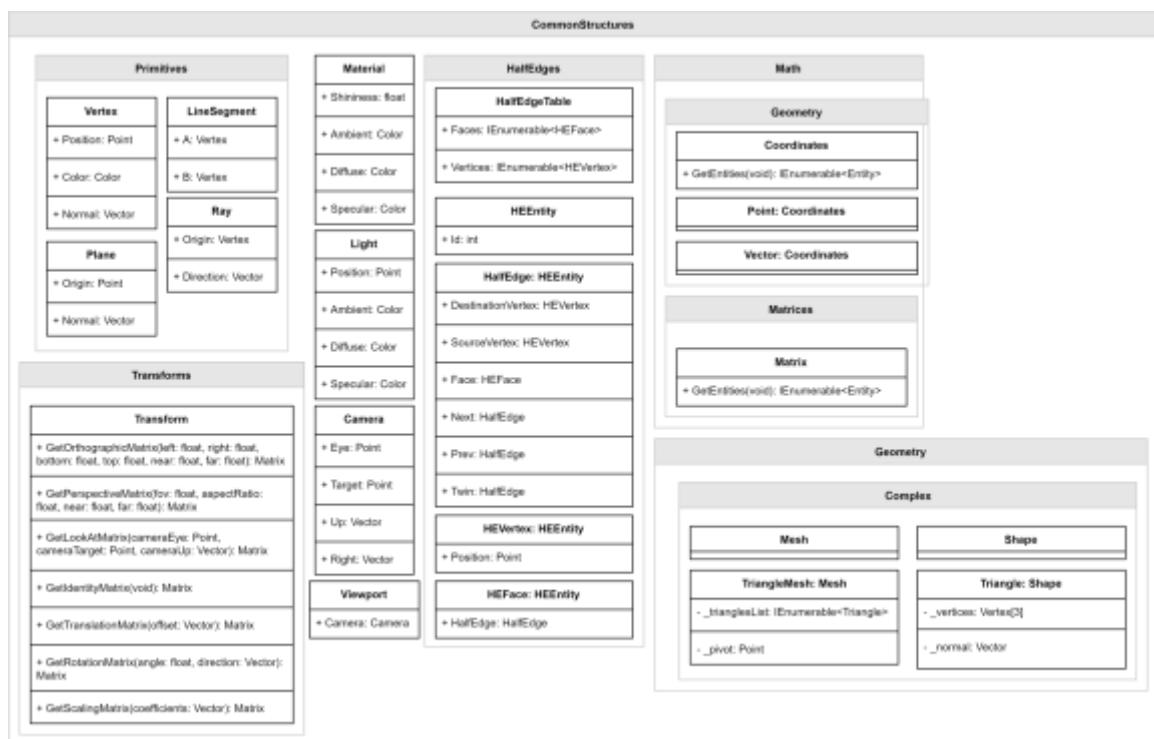 CommonStructures
Primitives
Vertex
+ Position: Point
+ Color: Color
+ Normal: Vector
LineSegment
+ A: Vertex
+ B: Vertex
Ray
+ Origin: Vertex
+ Direction: Vector
Plane
+ Origin: Point
+ Normal: Vector
Transforms
Transform
+ GetOrthographicMatrix(left: float, right: float,
bottom: float, top: float, near: float, far: float): Matrix
+ GetPerspectiveMatrix(fov: float, aspectRatio:
float, near: float, far: float): Matrix
+ GetLookAtMatrix(cameraEye: Point,
cameraTarget: Point, cameraUp: Vector): Matrix
+ GetIdentityMatrix(void): Matrix
+ GetTranslationMatrix(offset: Vector): Matrix
+ GetRotationMatrix(angle: float, direction: Vector):
Matrix
+ GetScalingMatrix(coefficients: Vector): Matrix
Material
+ Shininess: float
+ Ambient: Color
+ Diffuse: Color
+ Specular: Color
Light
+ Position: Point
+ Ambient: Color
+ Diffuse: Color
+ Specular: Color
Camera
+ Eye: Point
+ Target: Point
+ Up: Vector
+ Right: Vector
Viewport
+ Camera: Camera
HalfEdges
HalfEdgeTable
+ Faces: IEnumerable<HEFace>
+ Vertices: IEnumerable<HEVertex>
HEEntity
+ Id: int
HalfEdge: HEEntity
+ DestinationVertex: HEVertex
+ SourceVertex: HEVertex
+ Face: HEFace
+ Next: HalfEdge
+ Prev: HalfEdge
+ Twin: HalfEdge
HEVertex: HEEntity
+ Position: Point
HEFace: HEEntity
+ HalfEdge: HalfEdge
Math
Geometry
Coordinates
+ GetEntities(void): IEnumerable<Entity>
Point: Coordinates
Vector: Coordinates
Matrices
Matrix
+ GetEntities(void): IEnumerable<Entity>
Geometry
Complex
Mesh
TriangleMesh: Mesh
- _trianglesList: IEnumerable<Triangle>
- _pivot: Point
Shape
Triangle: Shape
- _vertices: Vertex[3]
- _normal: Vector